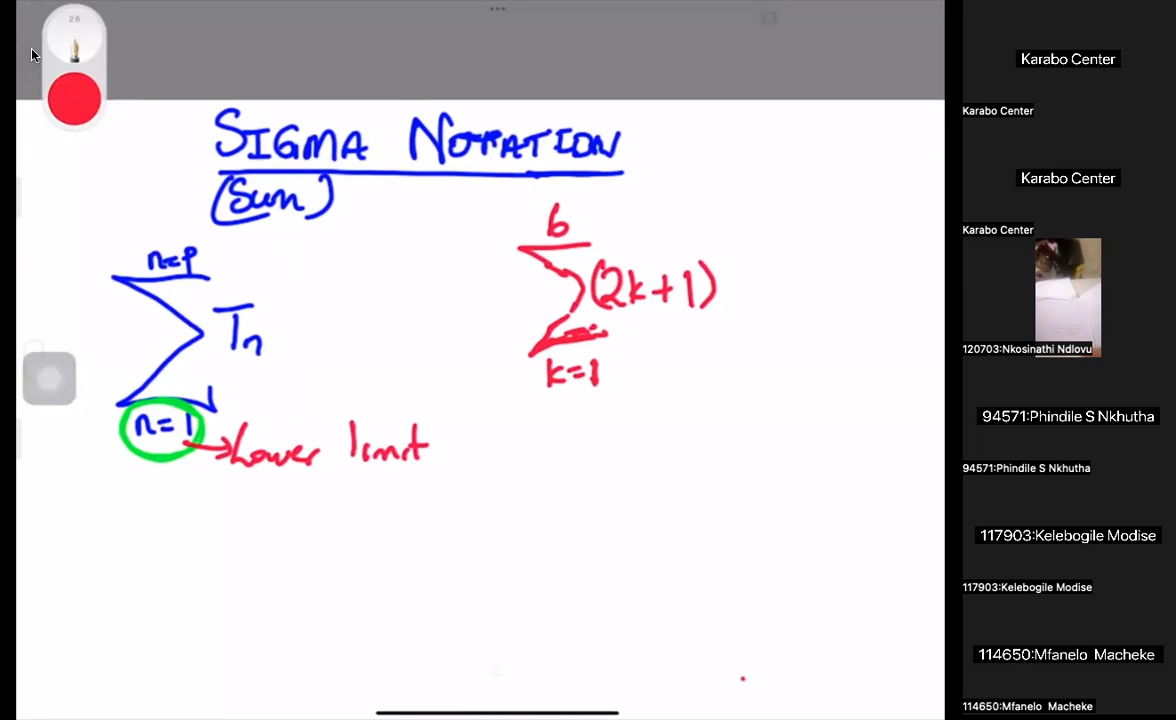 2.6
SIGMA NOTATION
(Sum)
n=p
Σ Tn
n=1
→ Lower limit
6
Σ (2k+1)
k=1
Karabo Center
Karabo Center
Karabo Center
Karabo Center
120703:Nkosinathi Ndlovu
94571:Phindile S Nkhutha
94571:Phindile S Nkhutha
117903:Kelebogile Modise
117903:Kelebogile Modise
114650:Mfanelo Macheke
114650:Mfanelo Macheke